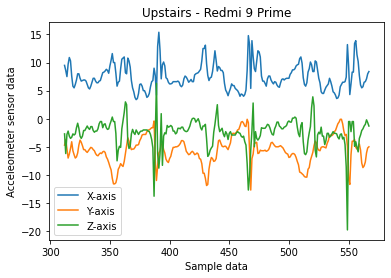 Upstairs - Redmi 9 Prime
15
10
5
0
−5
−10
−15
−20
Acceleometer sensor data
X-axis
Y-axis
Z-axis
300
350
400
450
500
550
Sample data